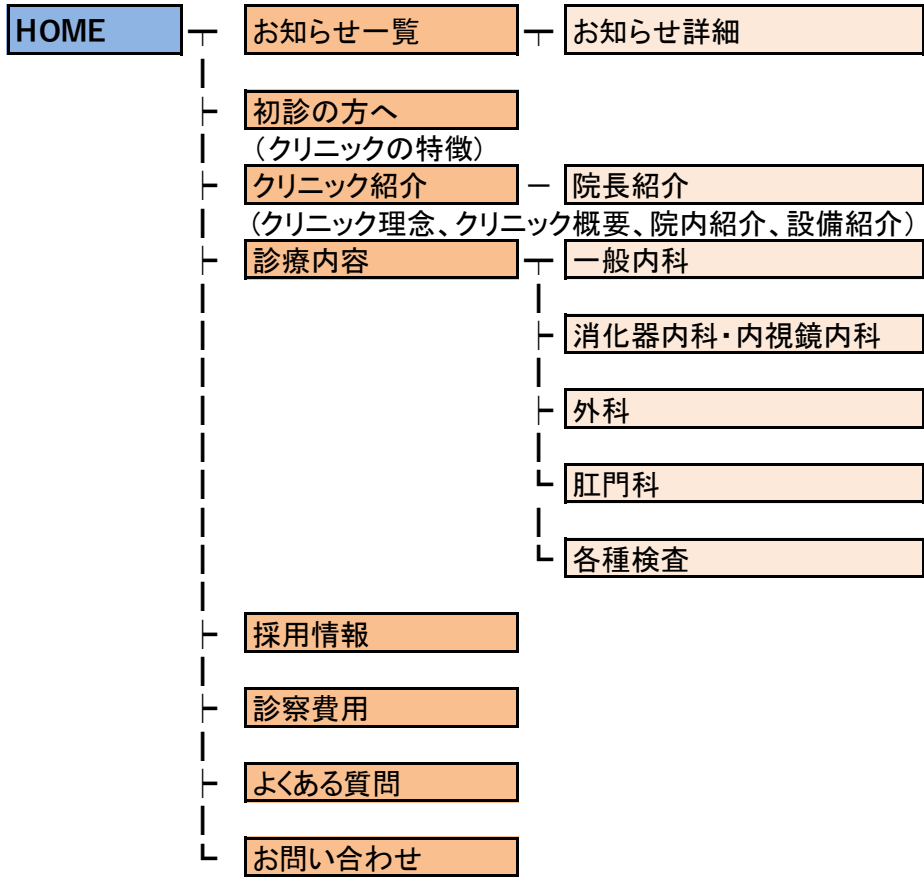 HOME お知らせ一覧 お知らせ詳細
初診の方へ
(クリニックの特徴)
クリニック紹介 院長紹介
(クリニック理念、クリニック概要、院内紹介、設備紹介)
診療内容 一般内科
消化器内科・内視鏡内科
外科
肛門科
各種検査
採用情報
診察費用
よくある質問
お問い合わせ